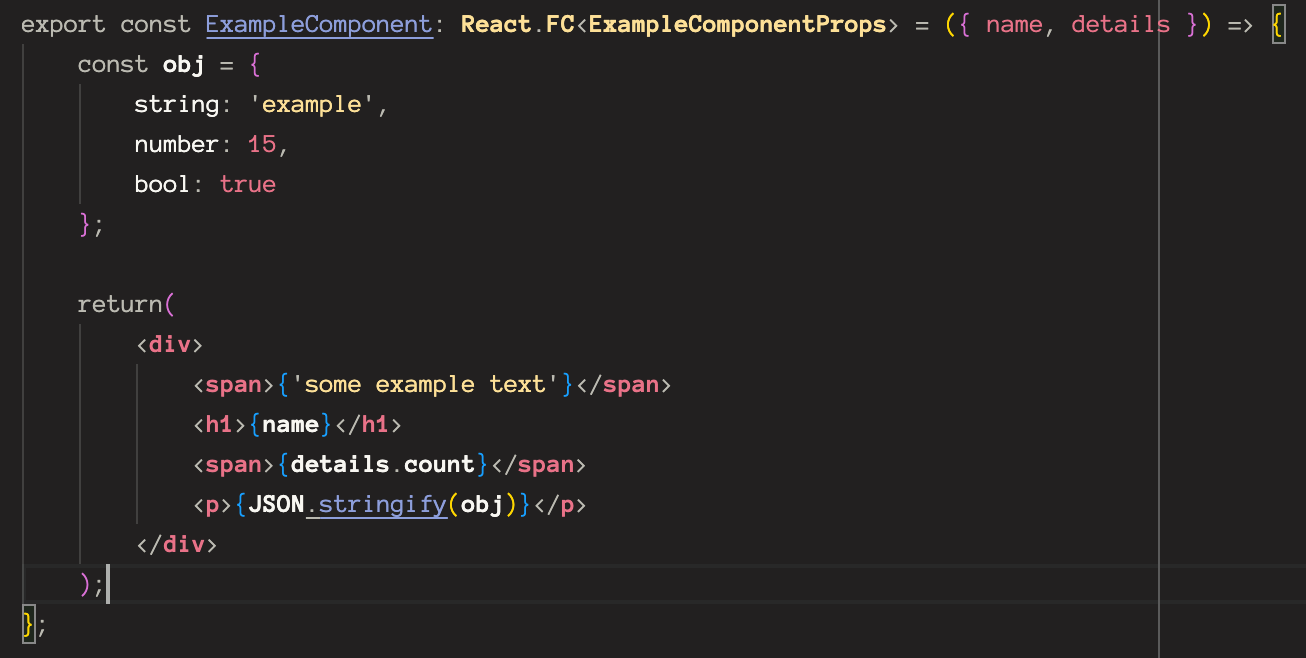 export const ExampleComponent: React.FC<ExampleComponentProps> = ({ name, details }) => {
    const obj = {
        string: 'example',
        number: 15,
        bool: true
    };

    return(
        <div>
            <span>{'some example text'}</span>
            <h1>{name}</h1>
            <span>{details.count}</span>
            <p>{JSON.stringify(obj)}</p>
        </div>
    );
};